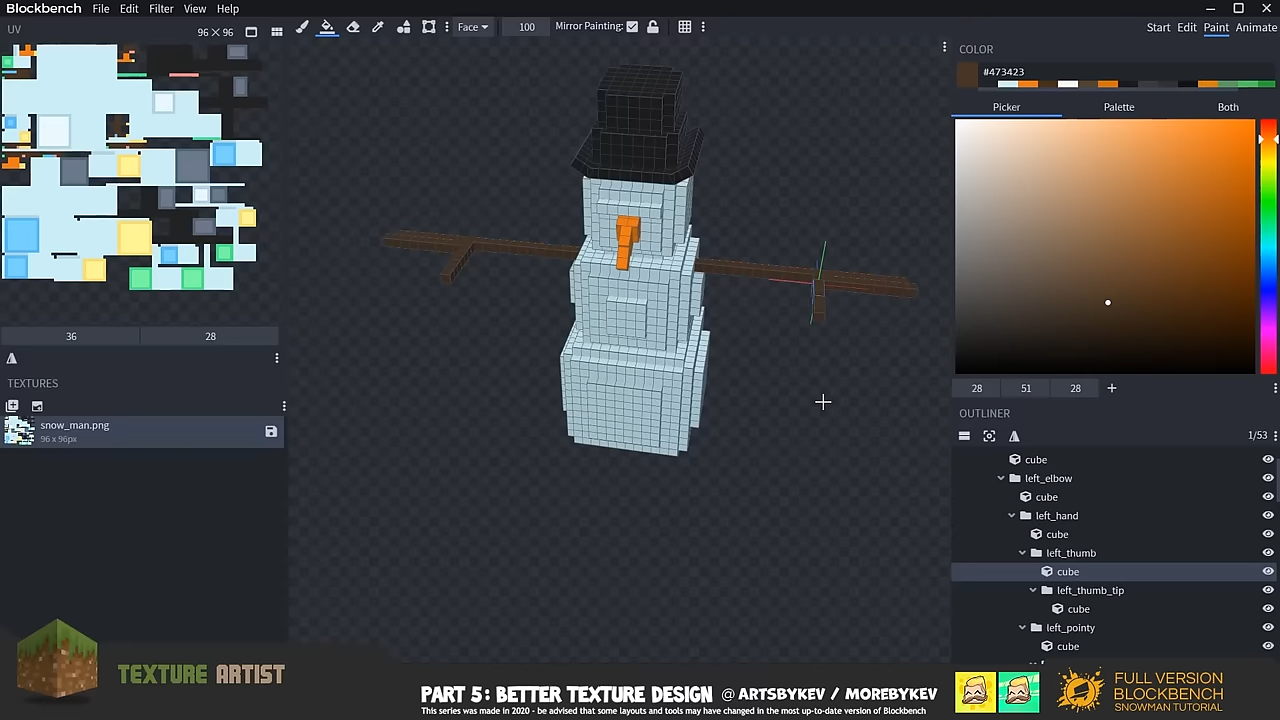 Blockbench File Edit Filter View Help
UV 96 × 96 Face 100 Mirror Painting: Start Edit Paint Animate
COLOR
#473423
Picker Palette Both
36 28
TEXTURES
snow_man.png
96 x 96px
28 51 28
OUTLINER
1/53
cube
left_elbow
cube
left_hand
cube
left_thumb
cube
left_thumb_tip
cube
left_pointy
cube
TEXTURE ARTIST
PART 5: BETTER TEXTURE DESIGN @ARTSBYKEV / MOREBYKEV
This series was made in 2020 - be advised that some layouts and tools may have changed in the most up-to-date version of Blockbench
FULL VERSION
BLOCKBENCH
SNOWMAN TUTORIAL